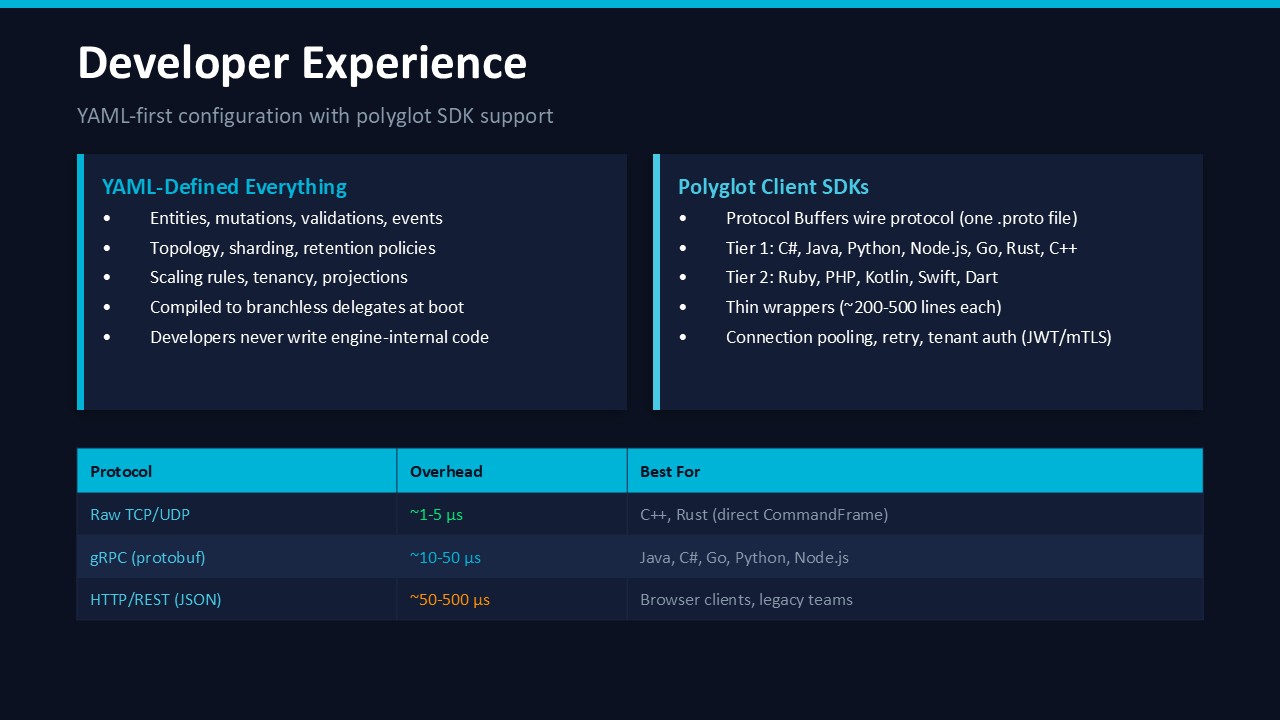 Developer Experience
YAML-first configuration with polyglot SDK support
YAML-Defined Everything
• Entities, mutations, validations, events
• Topology, sharding, retention policies
• Scaling rules, tenancy, projections
• Compiled to branchless delegates at boot
• Developers never write engine-internal code
Polyglot Client SDKs
• Protocol Buffers wire protocol (one .proto file)
• Tier 1: C#, Java, Python, Node.js, Go, Rust, C++
• Tier 2: Ruby, PHP, Kotlin, Swift, Dart
• Thin wrappers (~200-500 lines each)
• Connection pooling, retry, tenant auth (JWT/mTLS)
Protocol Overhead Best For
Raw TCP/UDP ~1-5 µs C++, Rust (direct CommandFrame)
gRPC (protobuf) ~10-50 µs Java, C#, Go, Python, Node.js
HTTP/REST (JSON) ~50-500 µs Browser clients, legacy teams